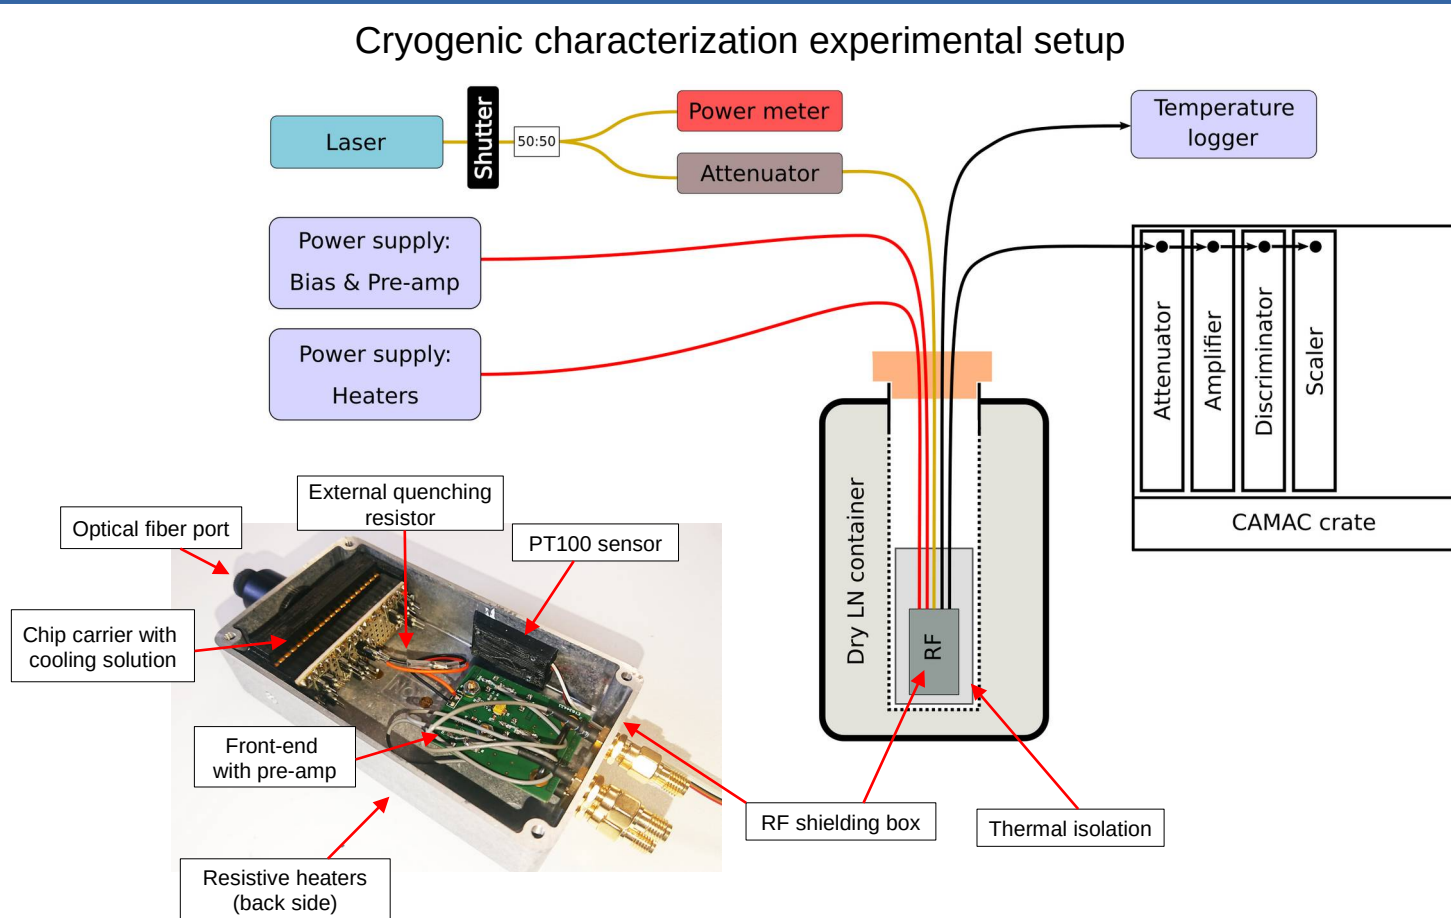 Cryogenic characterization experimental setup
Laser
Shutter
50:50
Power meter
Attenuator
Temperature
logger
Power supply:
Bias & Pre-amp
Power supply:
Heaters
Attenuator
Amplifier
Discriminator
Scaler
CAMAC crate
Dry LN container
RF
External quenching
resistor
Optical fiber port
PT100 sensor
Chip carrier with
cooling solution
Front-end
with pre-amp
RF shielding box
Thermal isolation
Resistive heaters
(back side)